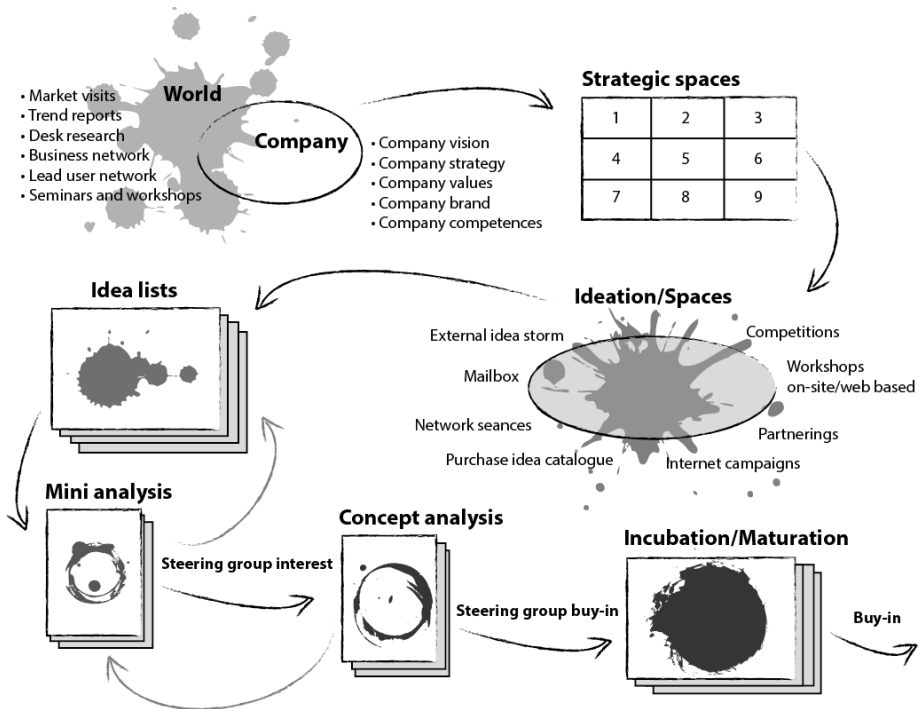 World
• Market visits
• Trend reports
• Desk research
• Business network
• Lead user network
• Seminars and workshops
Company
• Company vision
• Company strategy
• Company values
• Company brand
• Company competences
Strategic spaces
1 2 3
4 5 6
7 8 9
Ideation/Spaces
External idea storm
Mailbox
Network seances
Purchase idea catalogue
Competitions
Workshops
on-site/web based
Partnerings
Internet campaigns
Idea lists
Mini analysis
Steering group interest
Concept analysis
Steering group buy-in
Incubation/Maturation
Buy-in